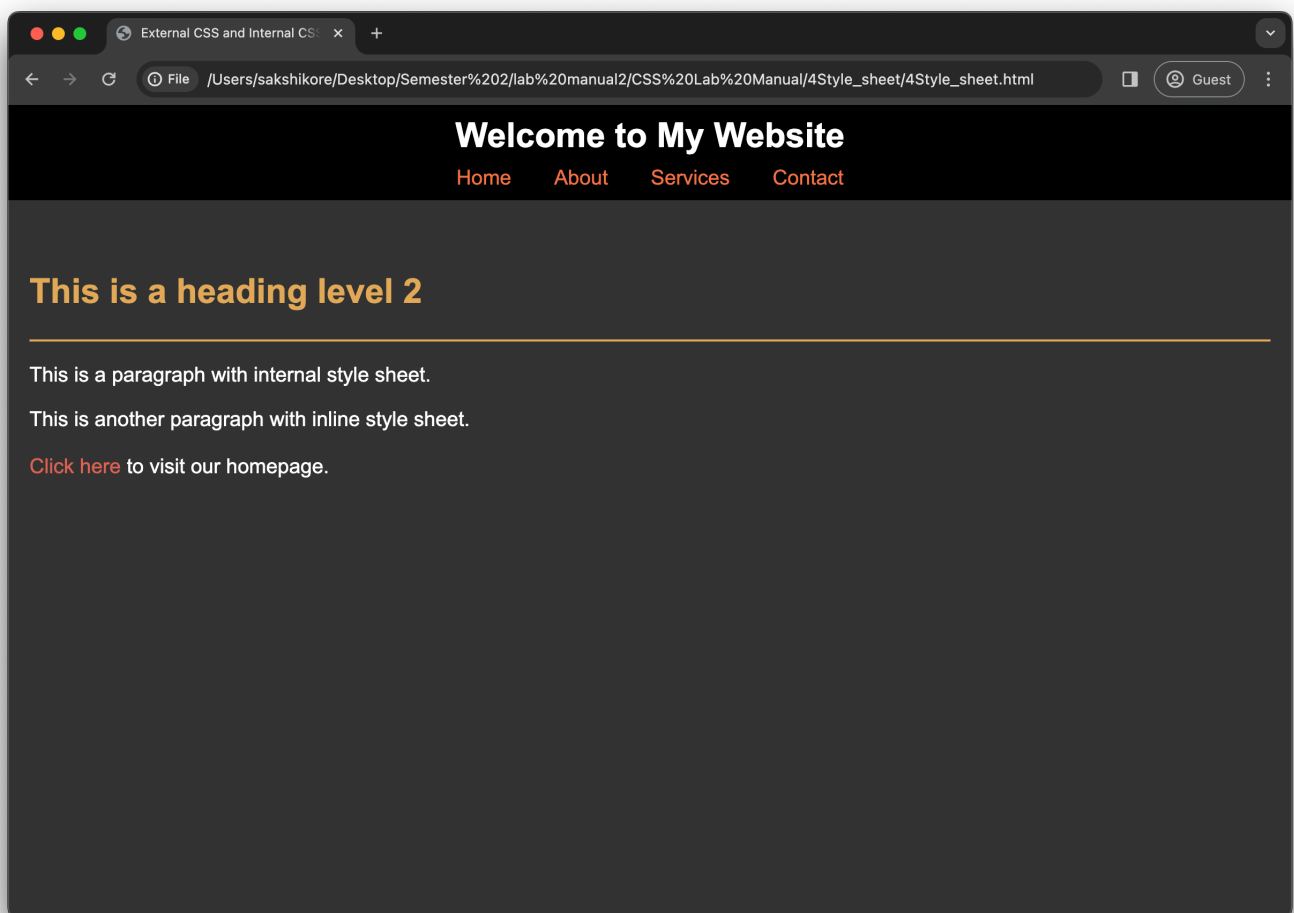 External CSS and Internal CS
File /Users/sakshikore/Desktop/Semester%202/lab%20manual2/CSS%20Lab%20Manual/4Style_sheet/4Style_sheet.html Guest
Welcome to My Website
Home About Services Contact
This is a heading level 2
This is a paragraph with internal style sheet.
This is another paragraph with inline style sheet.
Click here to visit our homepage.